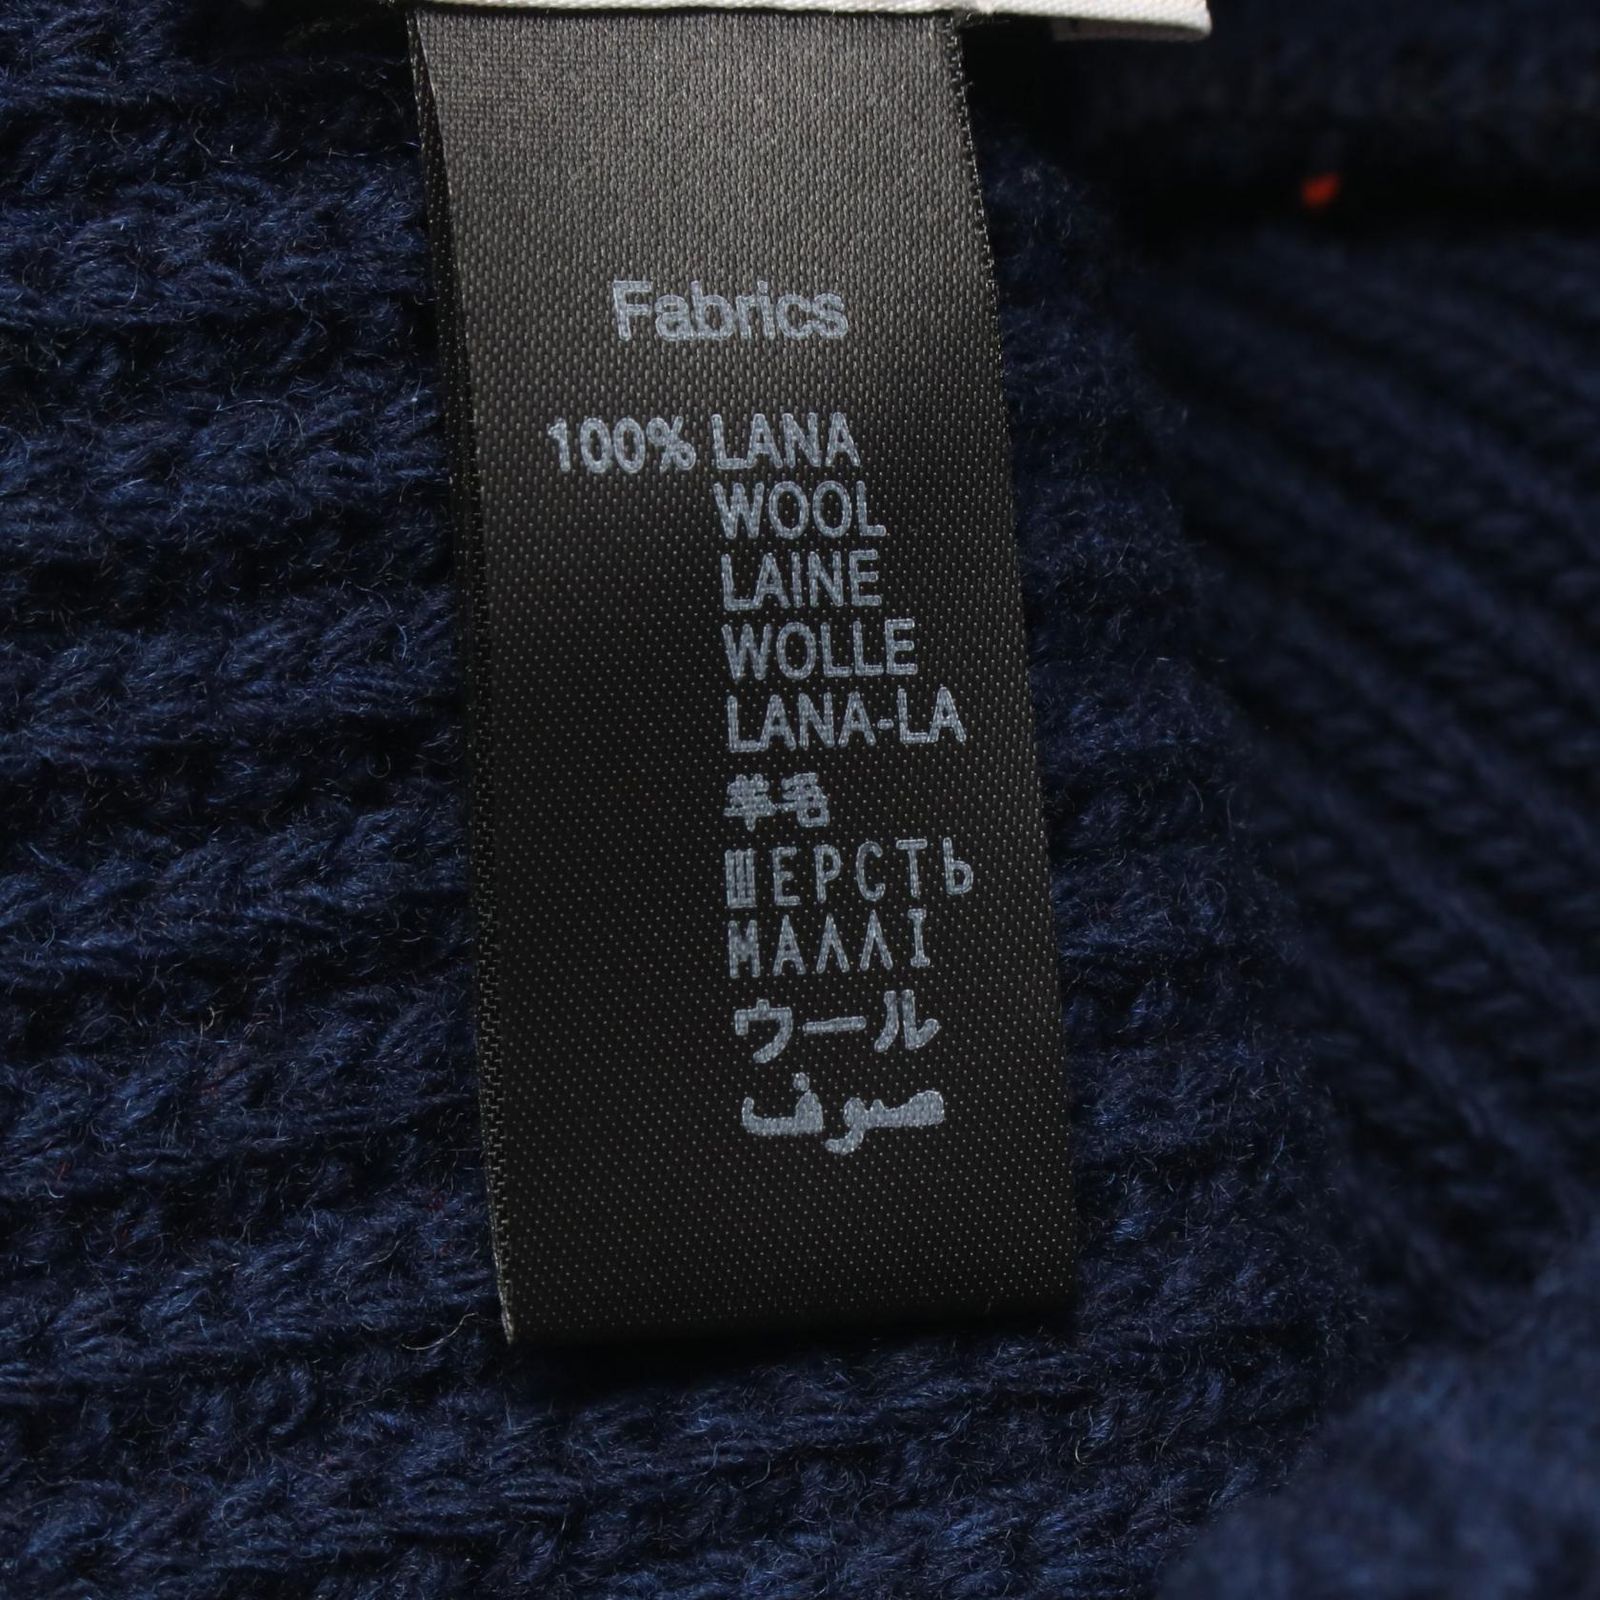 Fabrics
100% LANA
WOOL
LAINE
WOLLE
LANA-LA
羊毛
ШЕРСТЬ
ΜΑΛΛΙ
ウール
صوف